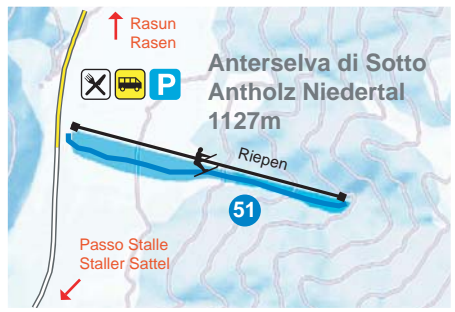 Rasun
Rasen
Anterselva di Sotto
Antholz Niedertal
1127m
P
Riepen
51
Passo Stalle
Staller Sattel